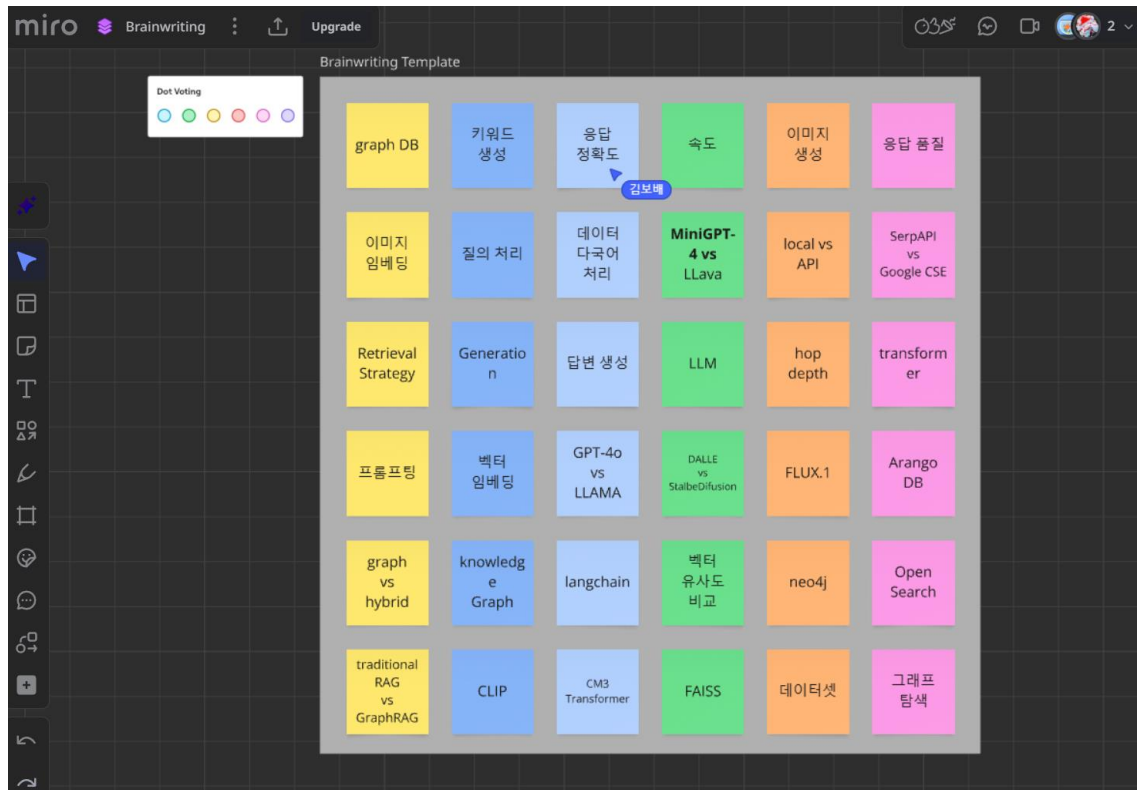 miro
Brainwriting
Upgrade
2
Brainwriting Template
Dot Voting
graph DB
키워드
생성
응답
정확도
속도
이미지
생성
응답 품질
김보배
이미지
임베딩
질의 처리
데이터
다국어
처리
MiniGPT-
4 vs
LLava
local vs
API
SerpAPI
vs
Google CSE
Retrieval
Strategy
Generatio
n
답변 생성
LLM
hop
depth
transform
er
프롬프팅
벡터
임베딩
GPT-4o
vs
LLAMA
DALLE
vs
StalbeDifusion
FLUX.1
Arango
DB
graph
vs
hybrid
knowledg
e
Graph
langchain
벡터
유사도
비교
neo4j
Open
Search
traditional
RAG
vs
GraphRAG
CLIP
CM3
Transformer
FAISS
데이터셋
그래프
탐색